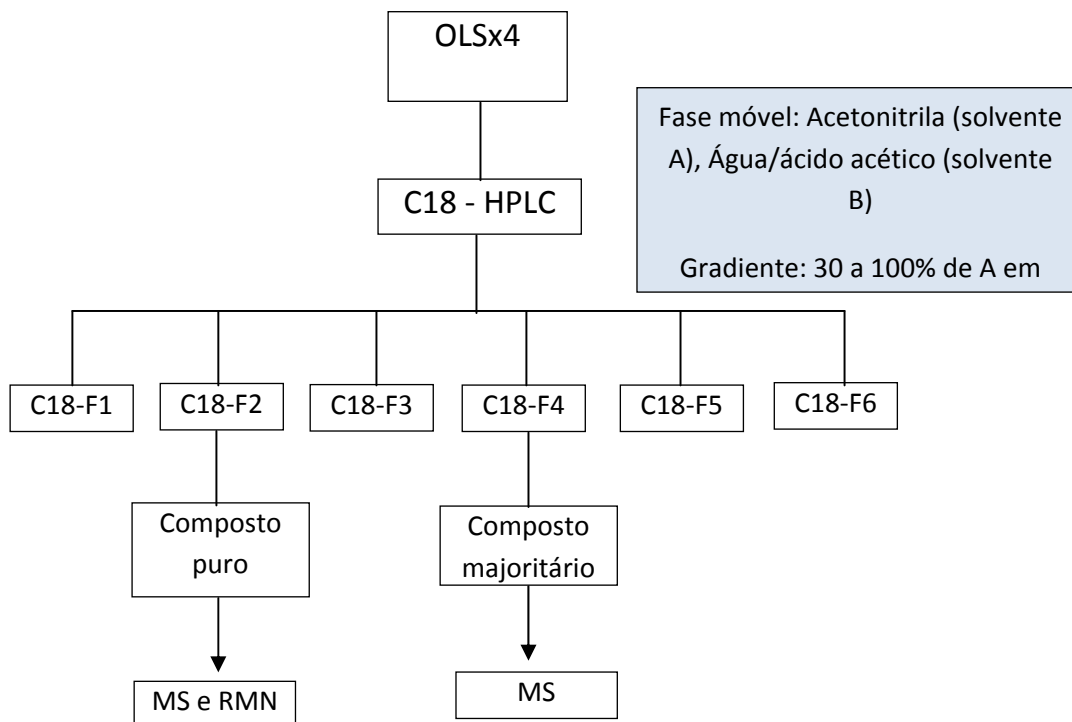 OLSx4
Fase móvel: Acetonitrila (solvente
A), Água/ácido acético (solvente
B)
Gradiente: 30 a 100% de A em
C18 - HPLC
C18-F1
C18-F2
C18-F3
C18-F4
C18-F5
C18-F6
Composto
puro
Composto
majoritário
MS e RMN
MS